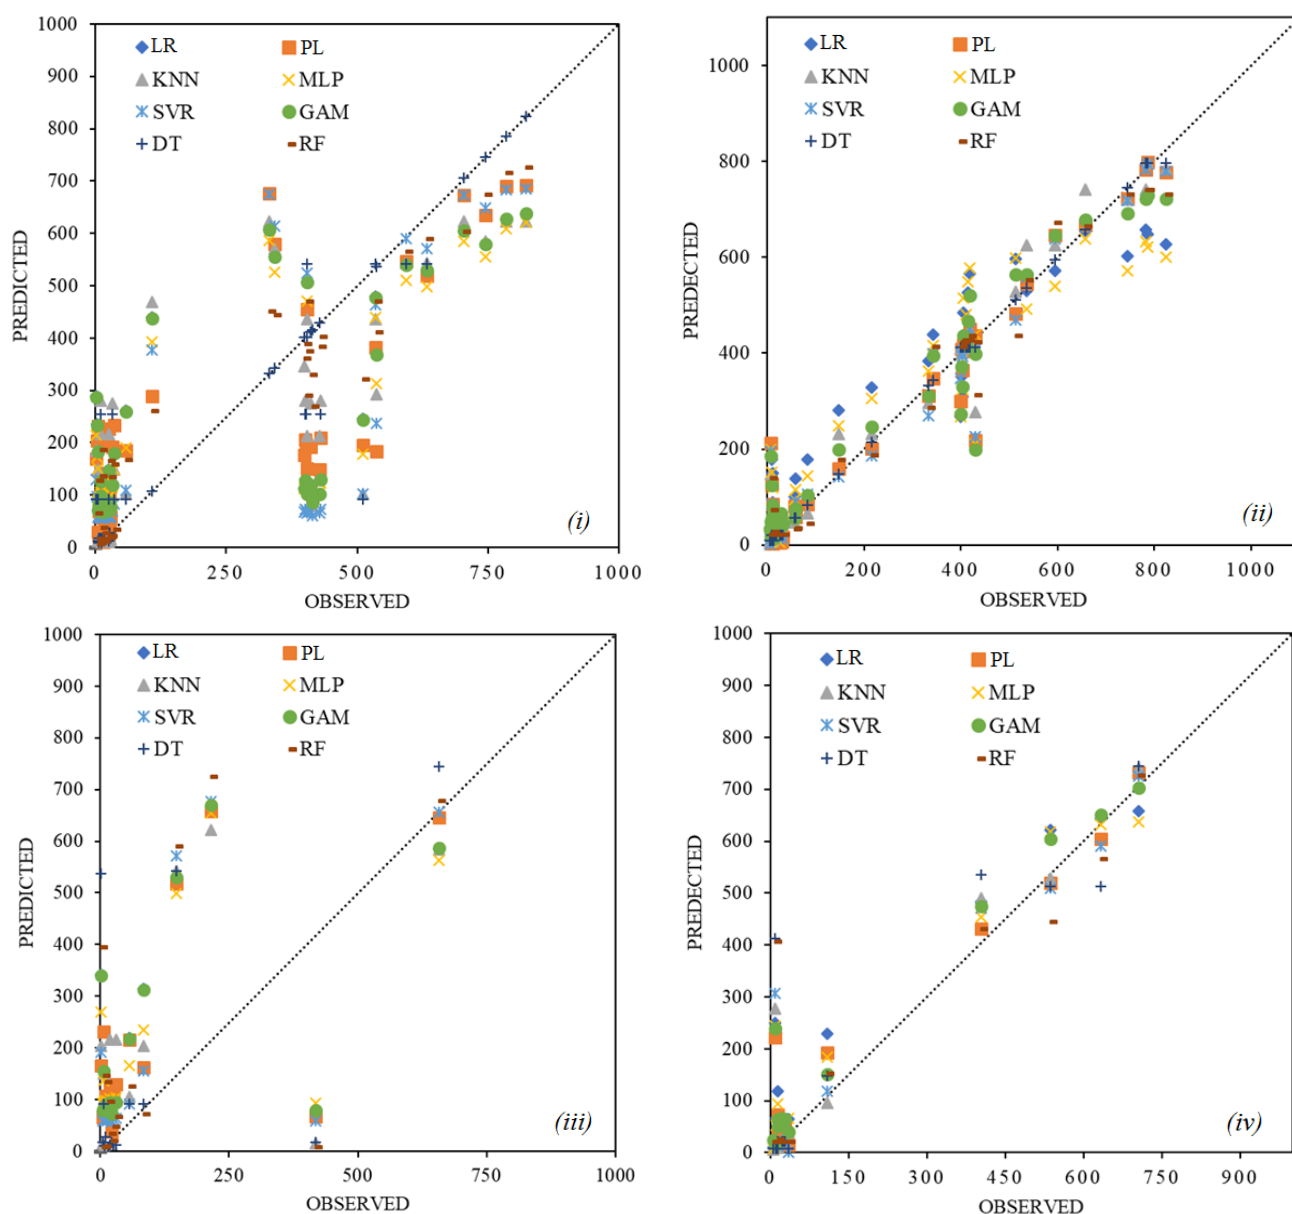 1000
900
800
700
600
500
400
300
200
100
0
PREDICTED
LR PL
KNN MLP
SVR GAM
DT RF
(i)
0 250 500 750 1000
OBSERVED
1000
800
600
400
200
0
PREDECTED
LR PL
KNN MLP
SVR GAM
DT RF
(ii)
0 200 400 600 800 1000
OBSERVED
1000
900
800
700
600
500
400
300
200
100
0
PREDICTED
LR PL
KNN MLP
SVR GAM
DT RF
(iii)
0 250 500 750 1000
OBSERVED
1000
900
800
700
600
500
400
300
200
100
0
PREDECTED
LR PL
KNN MLP
SVR GAM
DT RF
(iv)
0 150 300 450 600 750 900
OBSERVED